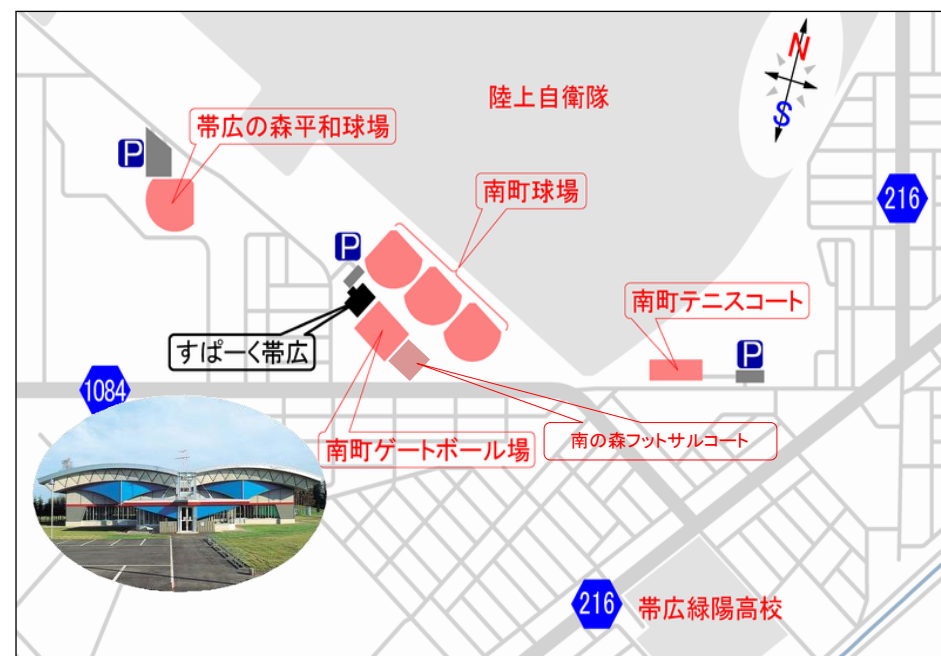 陸上自衛隊
N
S
帯広の森平和球場
P
南町球場
216
P
南町テニスコート
すぱーく帯広
P
1084
南町ゲートボール場
南の森フットサルコート
216
帯広緑陽高校